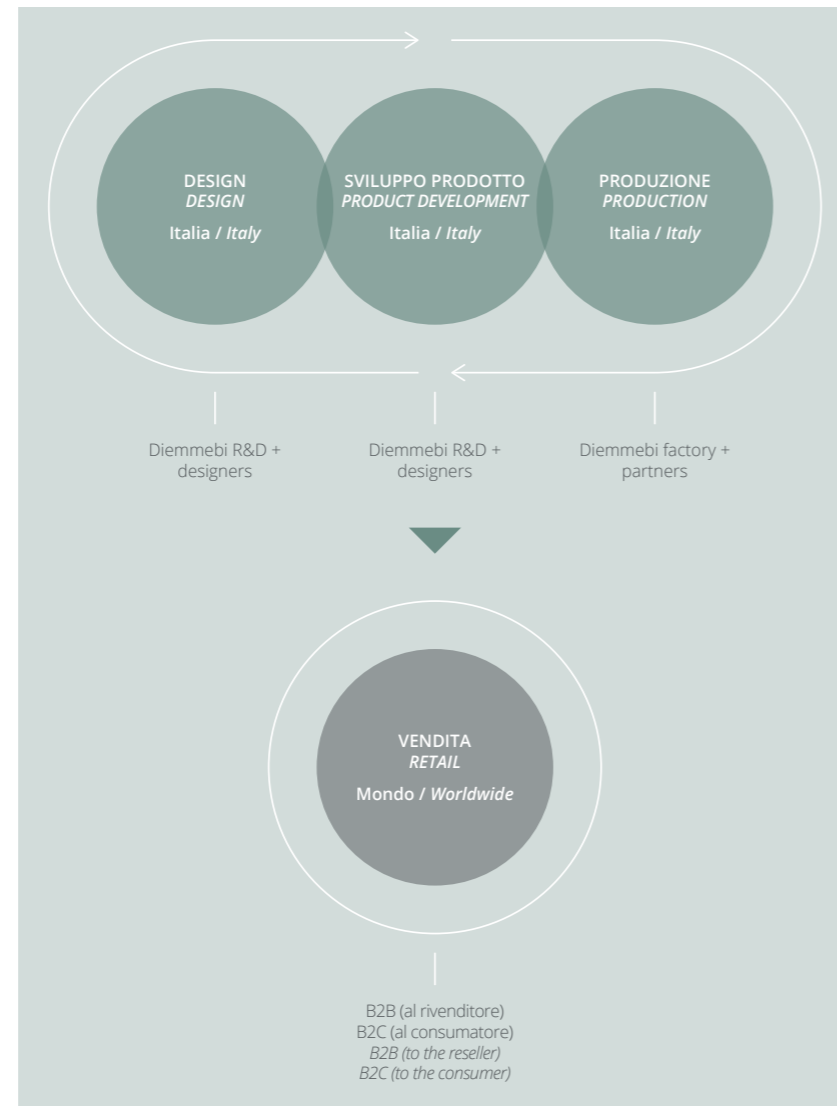 DESIGN
DESIGN
Italia / Italy
SVILUPPO PRODOTTO
PRODUCT DEVELOPMENT
Italia / Italy
PRODUZIONE
PRODUCTION
Italia / Italy
Diemmebi R&D +
designers
Diemmebi R&D +
designers
Diemmebi factory +
partners
VENDITA
RETAIL
Mondo / Worldwide
B2B (al rivenditore)
B2C (al consumatore)
B2B (to the reseller)
B2C (to the consumer)